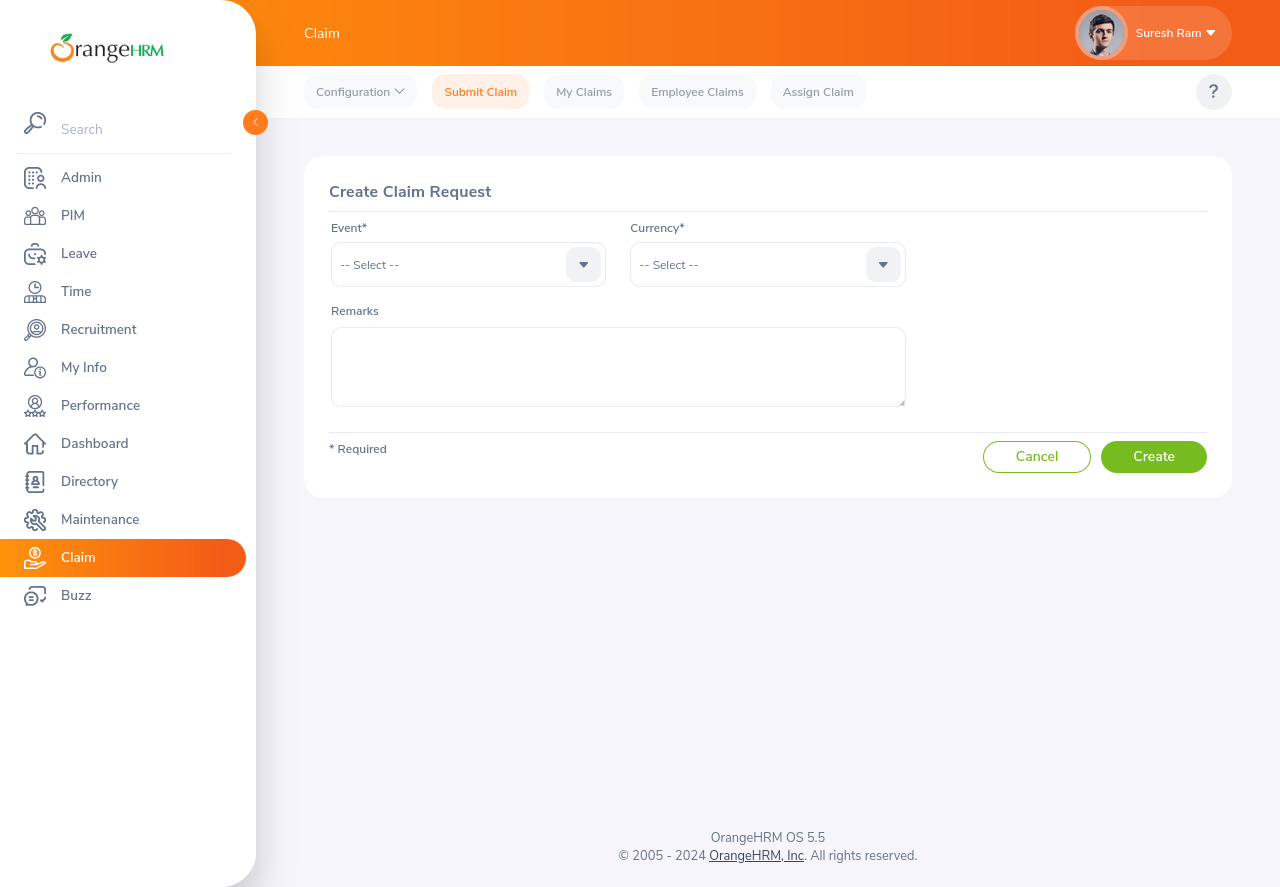 OrangeHRM
Claim
Suresh Ram
Configuration
Submit Claim
My Claims
Employee Claims
Assign Claim
?
Search
Admin
PIM
Leave
Time
Recruitment
My Info
Performance
Dashboard
Directory
Maintenance
Claim
Buzz
Create Claim Request
Event*
Currency*
-- Select --
-- Select --
Remarks
* Required
Cancel
Create
OrangeHRM OS 5.5
© 2005 - 2024 OrangeHRM, Inc. All rights reserved.